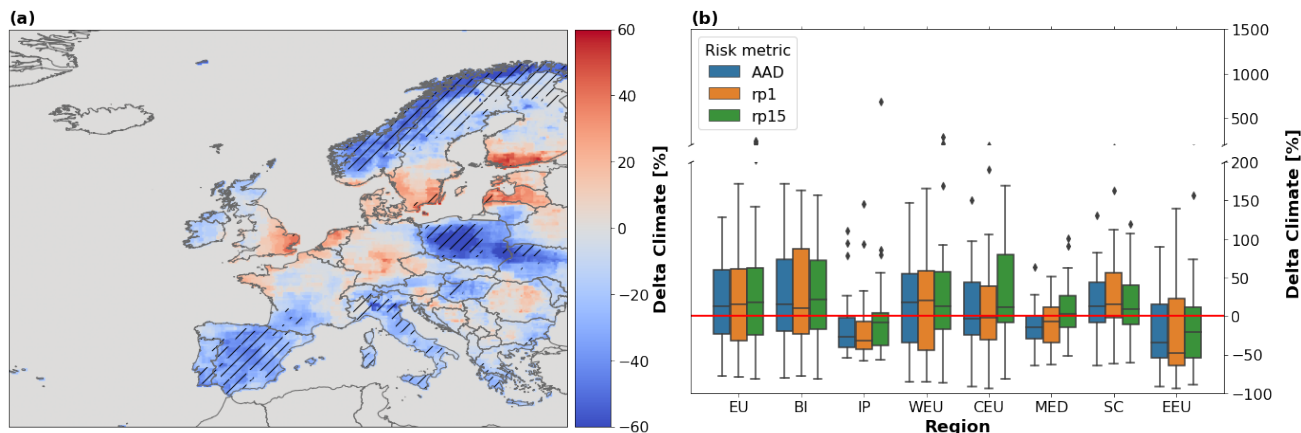 (a)
60
40
20
0
−20
−40
−60
Delta Climate [%]
(b)
Risk metric
AAD
rp1
rp15
1500
1000
500
200
150
100
50
0
−50
−100
Delta Climate [%]
EU BI IP WEU CEU MED SC EEU
Region